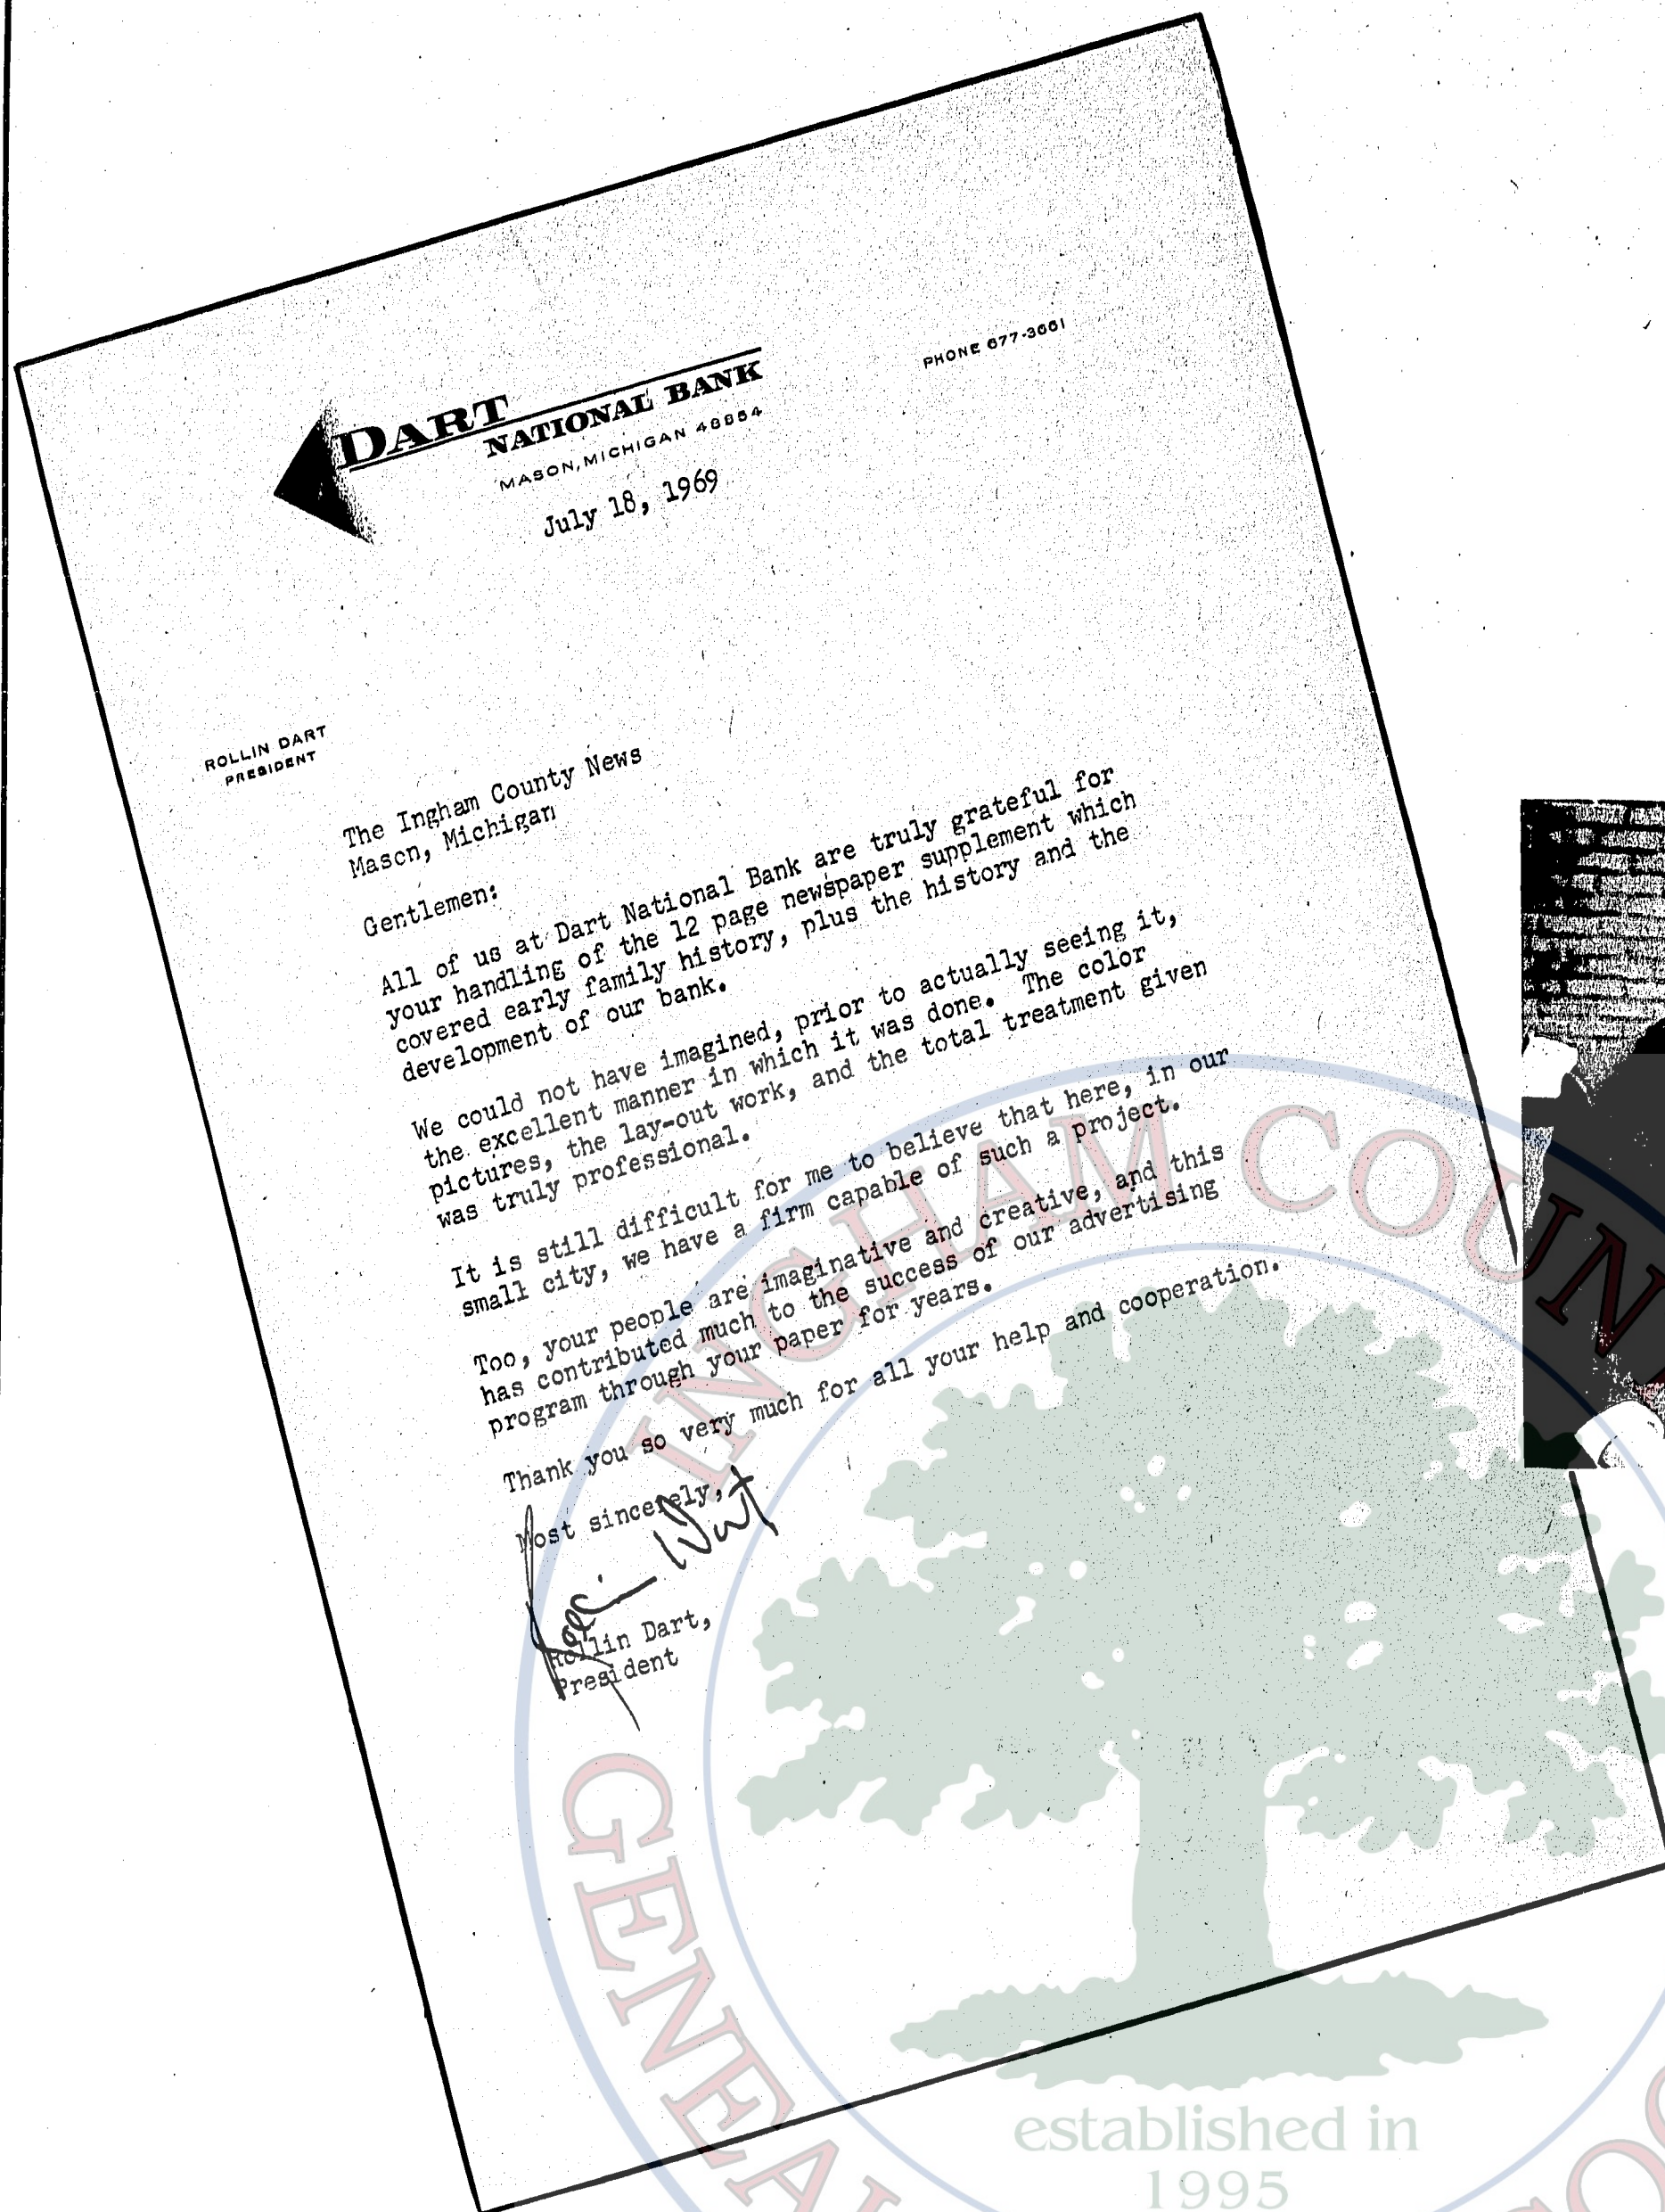 DART
NATIONAL BANK
MASON, MICHIGAN 48854
PHONE 677-3661
July 18, 1969
ROLLIN DART
PRESIDENT
The Ingham County News
Mason, Michigan
Gentlemen:
All of us at Dart National Bank are truly grateful for
your handling of the 12 page newspaper supplement which
covered early family history, plus the history and the
development of our bank.
We could not have imagined, prior to actually seeing it,
the excellent manner in which it was done. The color
pictures, the lay-out work, and the total treatment given
was truly professional.
It is still difficult for me to believe that here, in our
small city, we have a firm capable of such a project.
Too, your people are imaginative and creative, and this
has contributed much to the success of our advertising
program through your paper for years.
Thank you so very much for all your help and cooperation.
Most sincerely,
Rollin Dart
Rollin Dart,
President
INGHAM COUN
GENEA
established in
1995